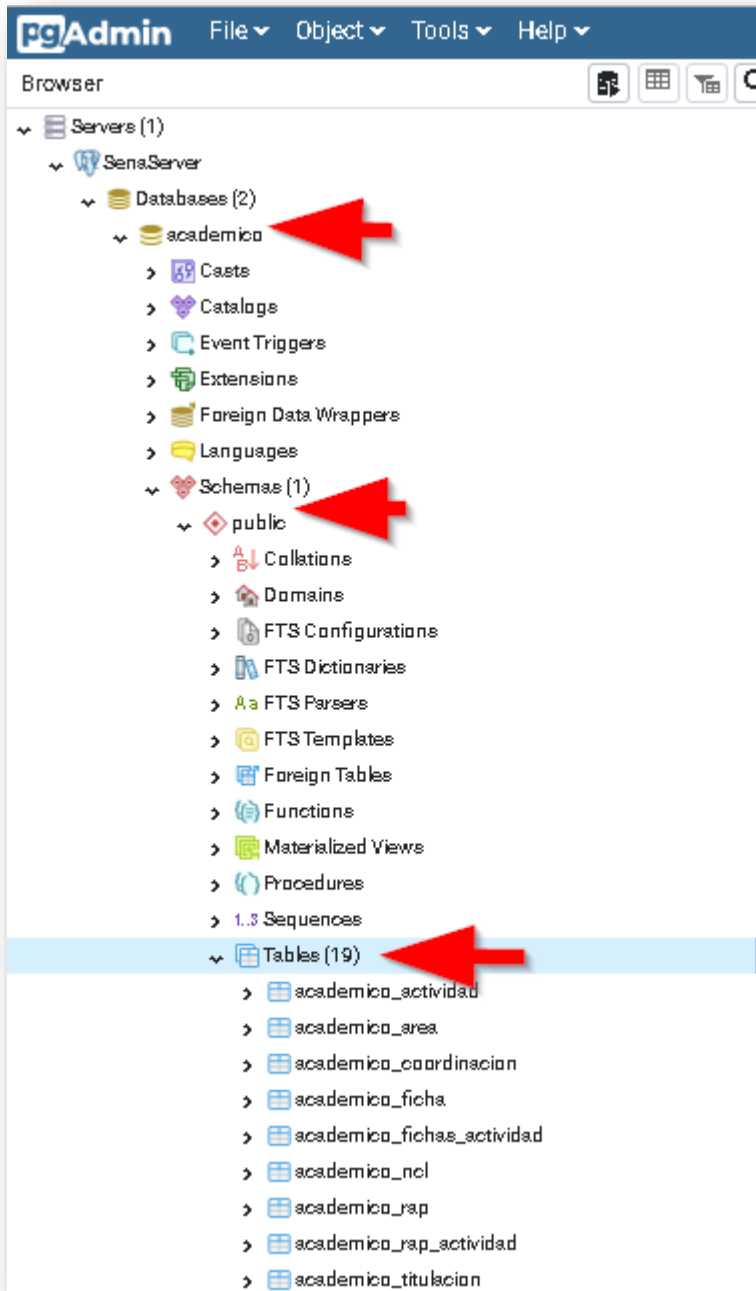 pgAdmin File Object Tools Help
Browser
Servers (1)
SenaServer
Databases (2)
academico
Casts
Catalogs
Event Triggers
Extensions
Foreign Data Wrappers
Languages
Schemas (1)
public
Collations
Domains
FTS Configurations
FTS Dictionaries
Aa FTS Parsers
FTS Templates
Foreign Tables
Functions
Materialized Views
Procedures
1..3 Sequences
Tables (19)
academico_actividad
academico_area
academico_coordinacion
academico_ficha
academico_fichas_actividad
academico_ncl
academico_rap
academico_rap_actividad
academico_titulacion